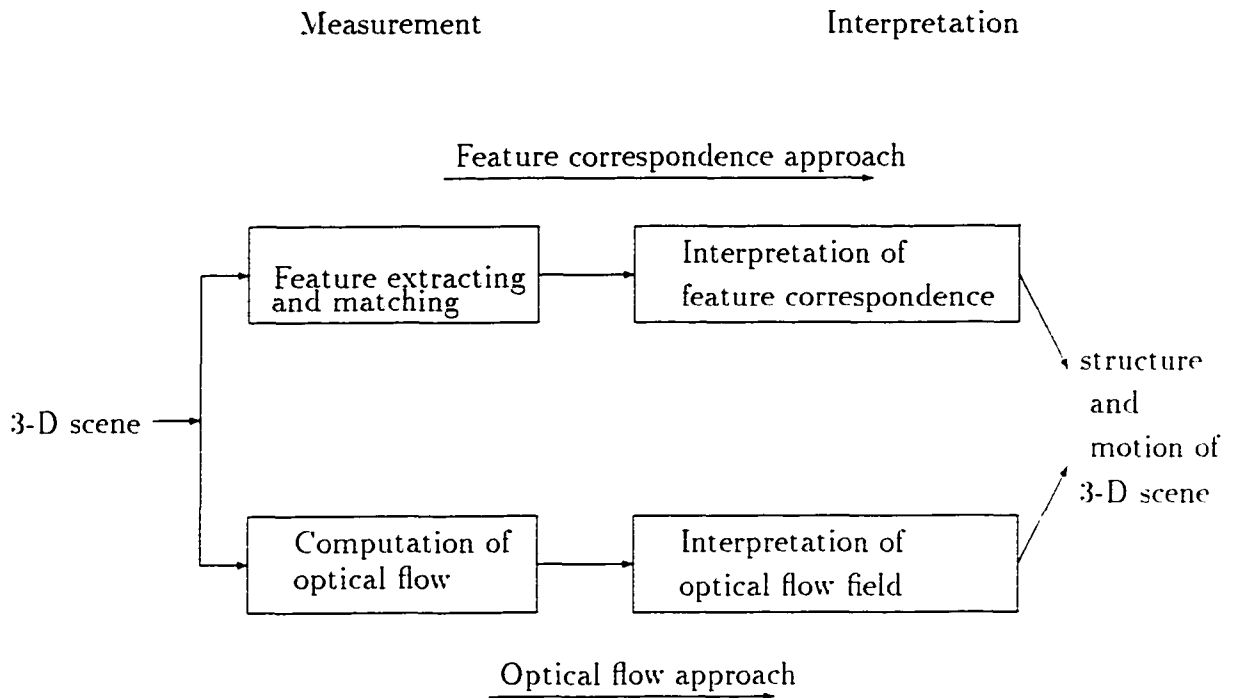 Measurement
Interpretation
Feature correspondence approach
Feature extracting
and matching
Interpretation of
feature correspondence
3-D scene
structure
and
motion of
3-D scene
Computation of
optical flow
Interpretation of
optical flow field
Optical flow approach